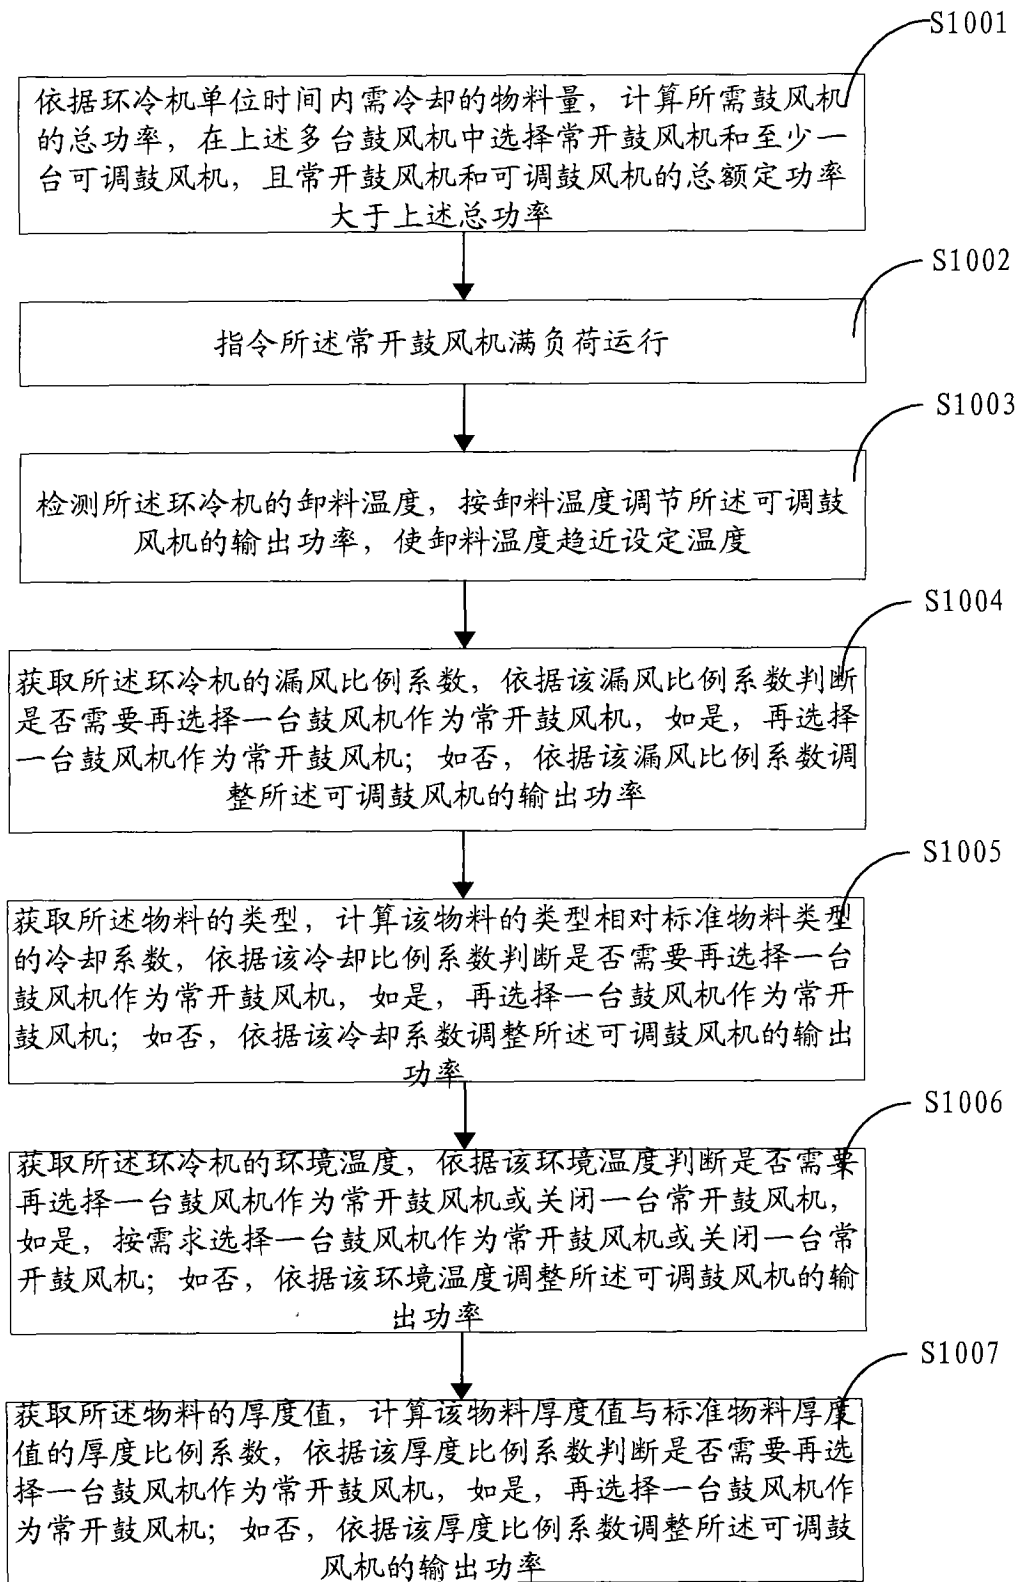 S1001
依据环冷机单位时间内需冷却的物料量，计算所需鼓风机
的总功率，在上述多台鼓风机中选择常开鼓风机和至少一
台可调鼓风机，且常开鼓风机和可调鼓风机的总额定功率
大于上述总功率
S1002
指令所述常开鼓风机满负荷运行
S1003
检测所述环冷机的卸料温度，按卸料温度调节所述可调鼓
风机的输出功率，使卸料温度趋近设定温度
S1004
获取所述环冷机的漏风比例系数，依据该漏风比例系数判断
是否需要再选择一台鼓风机作为常开鼓风机，如是，再选择
一台鼓风机作为常开鼓风机；如否，依据该漏风比例系数调
整所述可调鼓风机的输出功率
S1005
获取所述物料的类型，计算该物料的类型相对标准物料类型
的冷却系数，依据该冷却比例系数判断是否需要再选择一台
鼓风机作为常开鼓风机，如是，再选择一台鼓风机作为常开
鼓风机；如否，依据该冷却系数调整所述可调鼓风机的输出
功率
S1006
获取所述环冷机的环境温度，依据该环境温度判断是否需要
再选择一台鼓风机作为常开鼓风机或关闭一台常开鼓风机，
如是，按需求选择一台鼓风机作为常开鼓风机或关闭一台常
开鼓风机；如否，依据该环境温度调整所述可调鼓风机的输
出功率
S1007
获取所述物料的厚度值，计算该物料厚度值与标准物料厚度
值的厚度比例系数，依据该厚度比例系数判断是否需要再选
择一台鼓风机作为常开鼓风机，如是，再选择一台鼓风机作
为常开鼓风机；如否，依据该厚度比例系数调整所述可调鼓
风机的输出功率